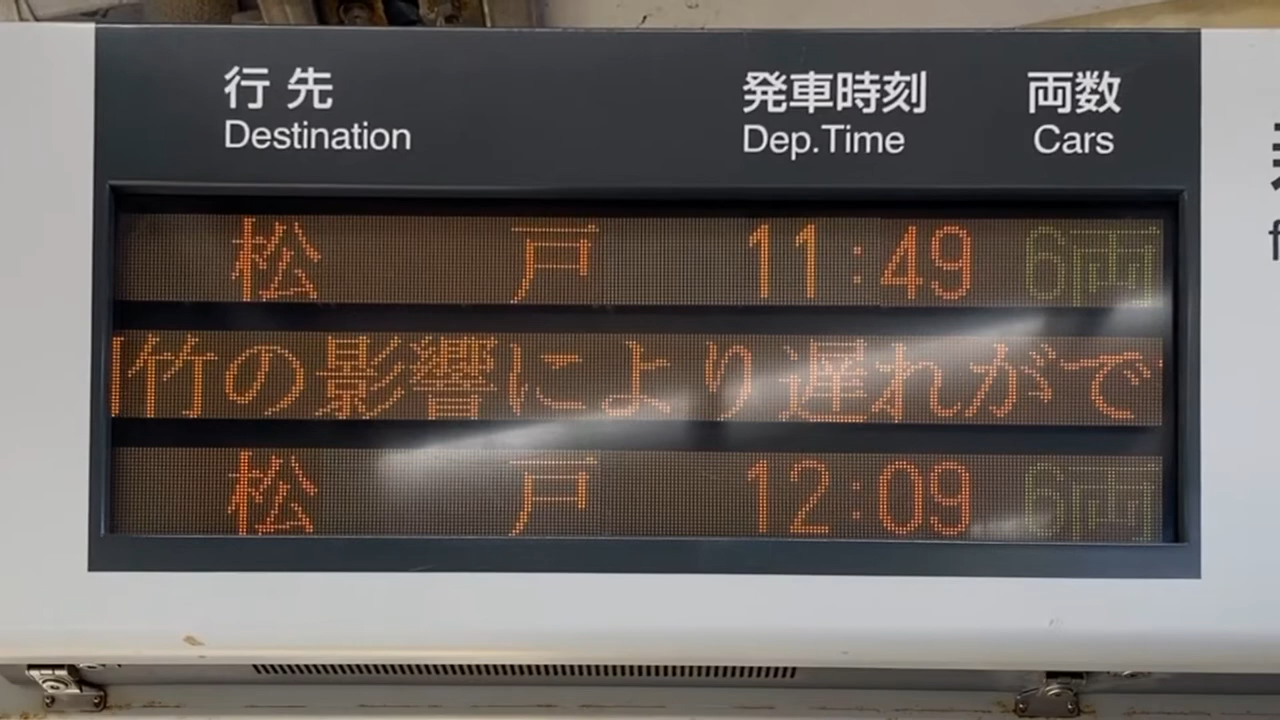 行先 発車時刻 両数
Destination Dep.Time Cars
松戸 11:49 6両
竹の影響により遅れがで
松戸 12:09 6両